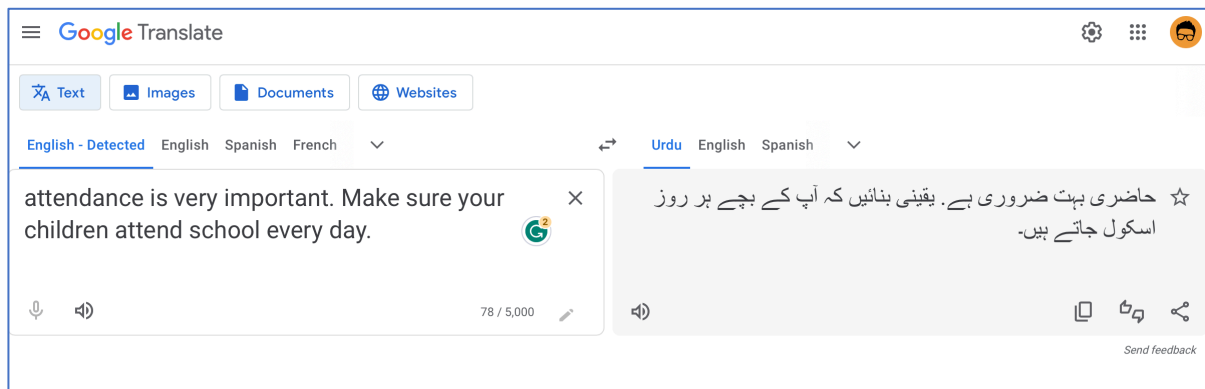 Google Translate
Text Images Documents Websites
English - Detected English Spanish French
Urdu English Spanish
attendance is very important. Make sure your
children attend school every day.
2
78 / 5,000
حاضری بہت ضروری ہے. یقینی بنائیں کہ آپ کے بچے ہر روز
اسکول جاتے ہیں۔
Send feedback